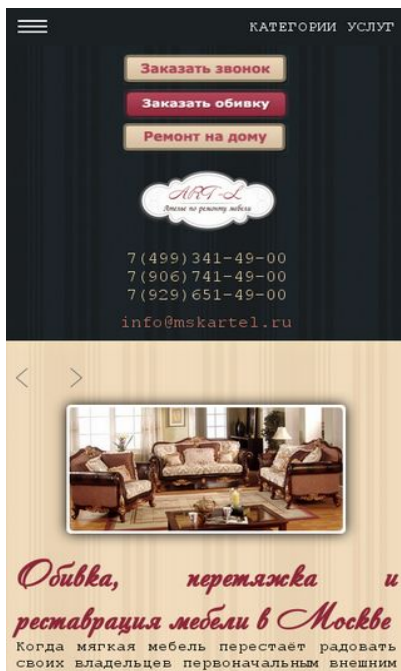 КАТЕГОРИИ УСЛУГ
Заказать звонок
Заказать обивку
Ремонт на дому
ART-L
Ателье по ремонту мебели
7(499)341-49-00
7(906)741-49-00
7(929)651-49-00
info@mskartel.ru
Обивка, перетяжка и
реставрация мебели в Москве
Когда мягкая мебель перестаёт радовать
своих владельцев первоначальным внешним